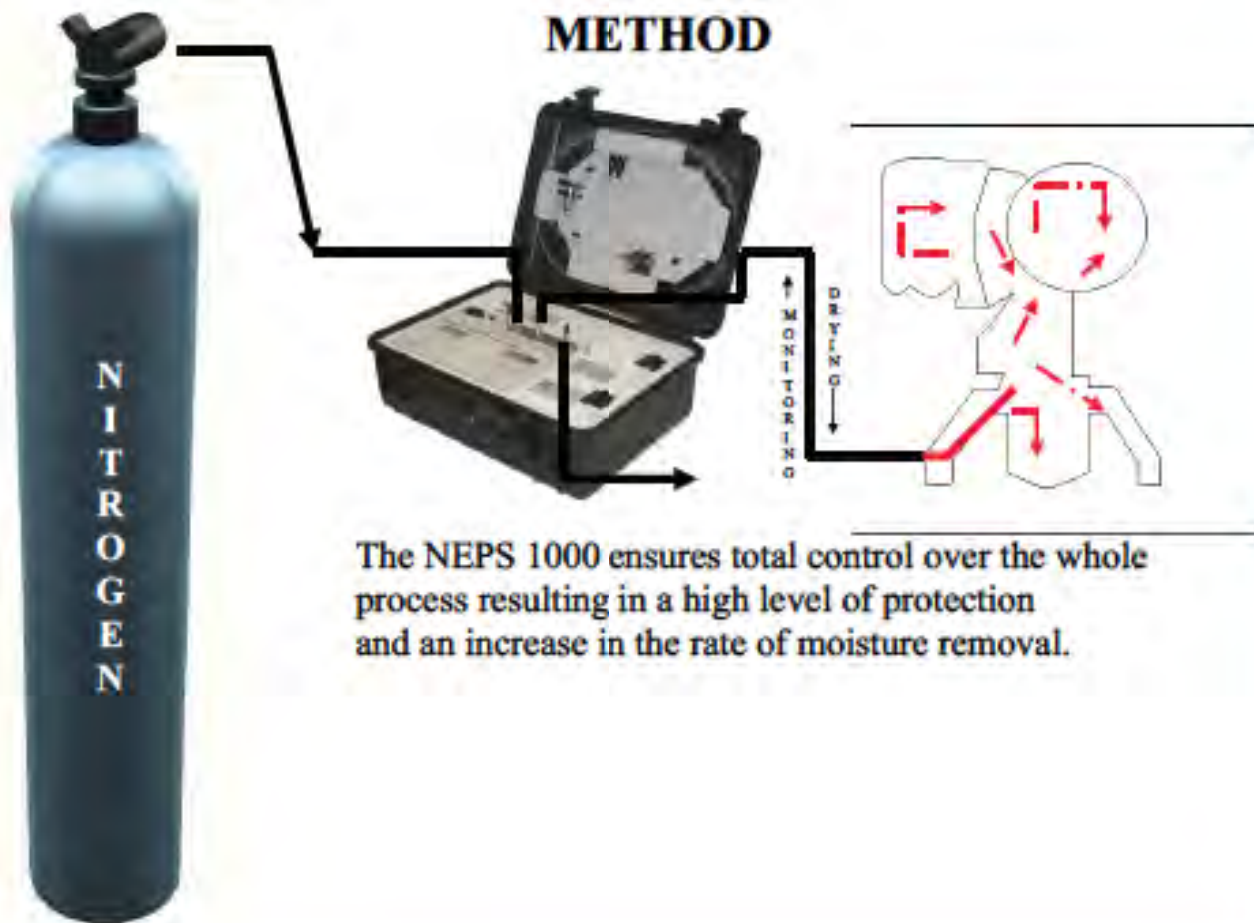 METHOD
NITROGEN
MONITORING
DRYING
The NEPS 1000 ensures total control over the whole
process resulting in a high level of protection
and an increase in the rate of moisture removal.